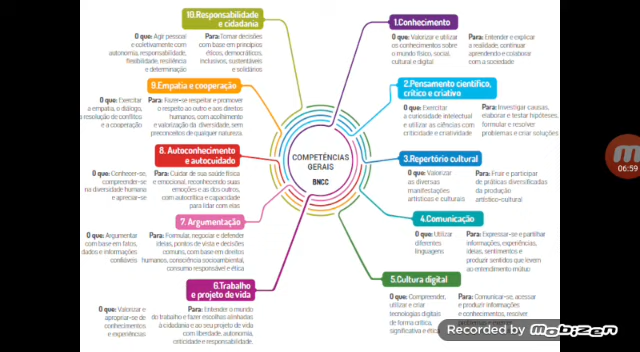 10.Responsabilidade
e cidadania
O que: Agir pessoal
e coletivamente com
autonomia, responsabilidade,
flexibilidade, resiliência
e determinação
Para: Tomar decisões
com base em princípios
éticos, democráticos,
inclusivos, sustentáveis
e solidários
9.Empatia e cooperação
O que: Exercitar
a empatia, o diálogo,
a resolução de conflitos
e a cooperação
Para: Fazer-se respeitar e promover
o respeito ao outro e aos direitos
humanos, com acolhimento
e valorização da diversidade, sem
preconceitos de qualquer natureza
8. Autoconhecimento
e autocuidado
O que: Conhecer-se,
compreender-se
na diversidade humana
e apreciar-se
Para: Cuidar de sua saúde física
e emocional, reconhecendo suas
emoções e as dos outros,
com autocrítica e capacidade
para lidar com elas
7. Argumentação
O que: Argumentar
com base em fatos,
dados e informações
confiáveis
Para: Formular, negociar e defender
ideias, pontos de vista e decisões
comuns, com base em direitos
humanos, consciência socioambiental,
consumo responsável e ética
6.Trabalho
e projeto de vida
O que: Valorizar e
apropriar-se de
conhecimentos
e experiências
Para: Entender o mundo
do trabalho e fazer escolhas alinhadas
à cidadania e ao seu projeto de vida
com liberdade, autonomia,
criticidade e responsabilidade.
COMPETÊNCIAS
GERAIS
BNCC
1.Conhecimento
O que: Valorizar e utilizar
os conhecimentos sobre
o mundo físico, social,
cultural e digital
Para: Entender e explicar
a realidade, continuar
aprendendo e colaborar
com a sociedade
2.Pensamento científico,
crítico e criativo
O que: Exercitar
a curiosidade intelectual
e utilizar as ciências com
criticidade e criatividade
Para: Investigar causas,
elaborar e testar hipóteses,
formular e resolver
problemas e criar soluções
3.Repertório cultural
O que: Valorizar
as diversas
manifestações
artísticas e culturais
Para: Fruir e participar
de práticas diversificadas
da produção
artístico-cultural
4.Comunicação
O que: Utilizar
diferentes
linguagens
Para: Expressar-se e partilhar
informações, experiências,
ideias, sentimentos e
produzir sentidos que levem
ao entendimento mútuo
5.Cultura digital
O que: Compreender,
utilizar e criar
tecnologias digitais
de forma crítica,
significativa e ética
Para: Comunicar-se, acessar
e produzir informações
e conhecimentos, resolver
06:59
Recorded by MOBIZEN